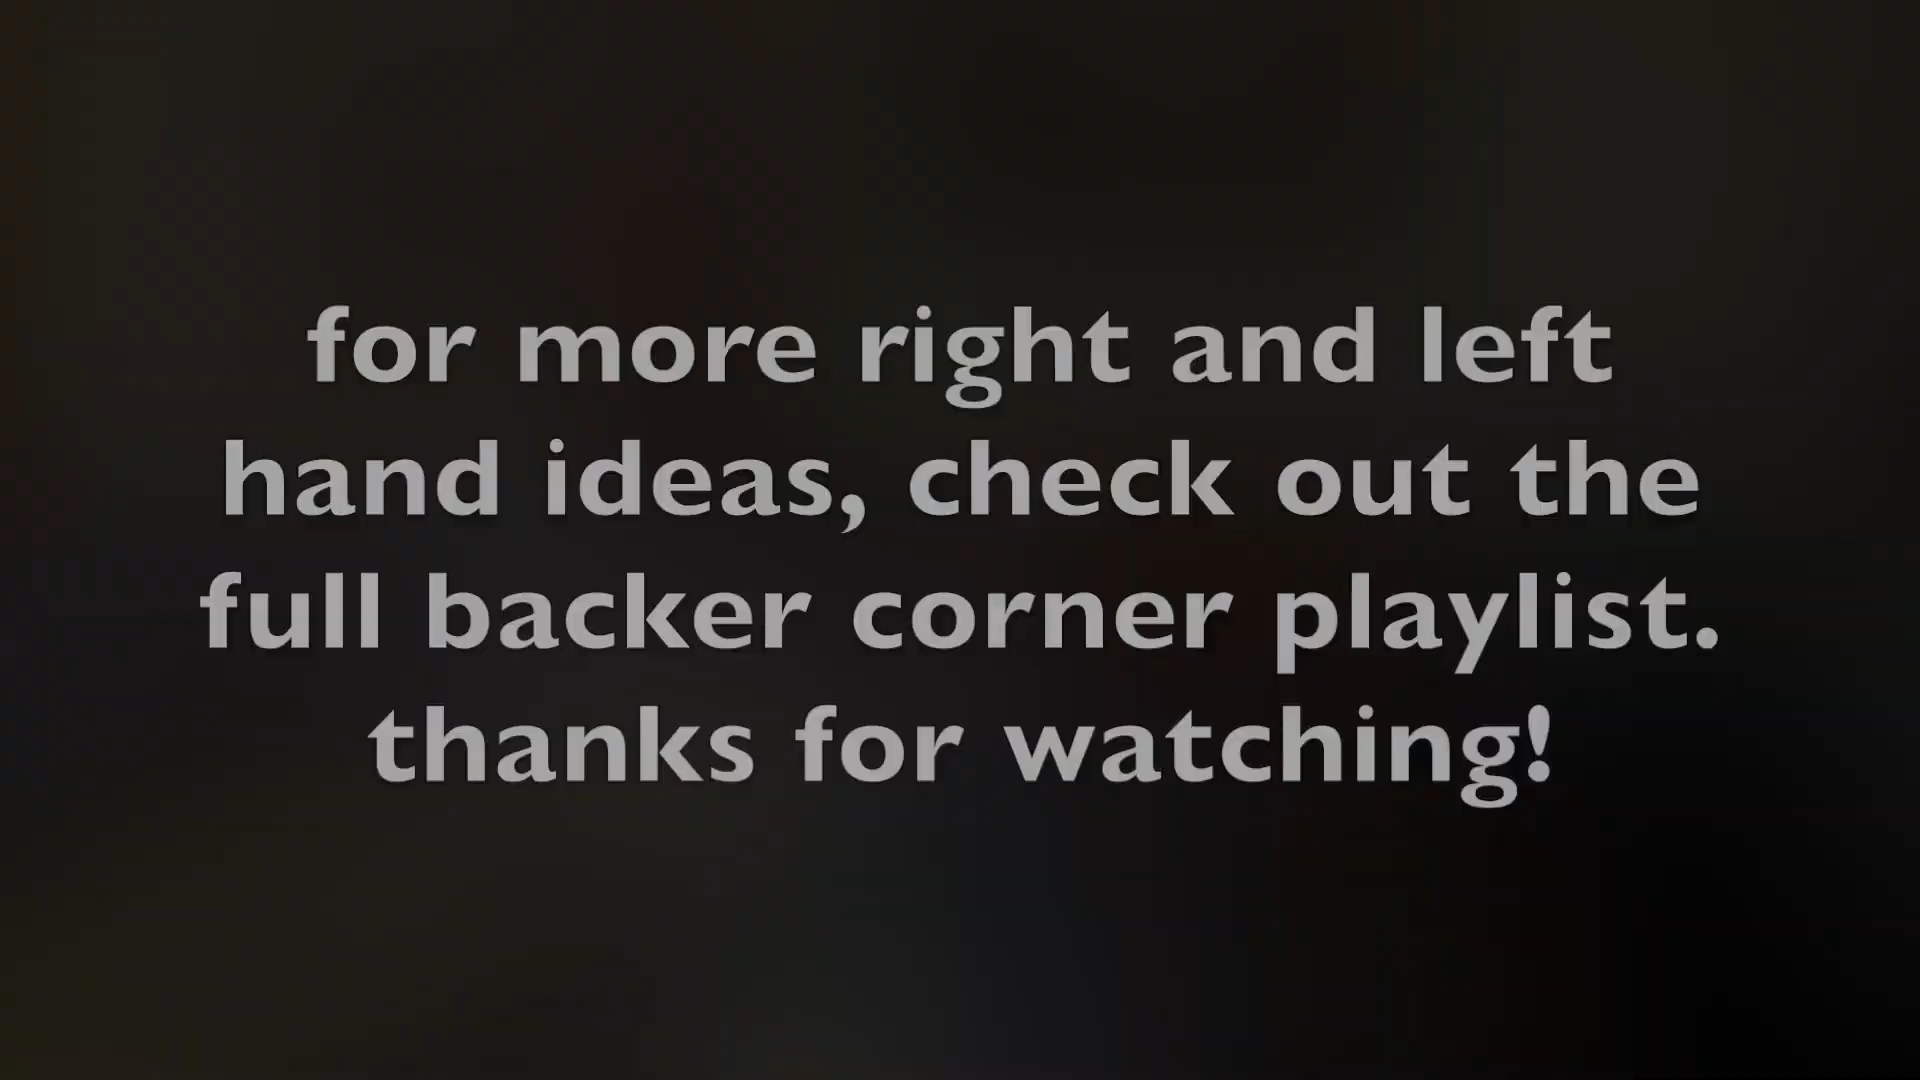 for more right and left
hand ideas, check out the
full backer corner playlist.
thanks for watching!